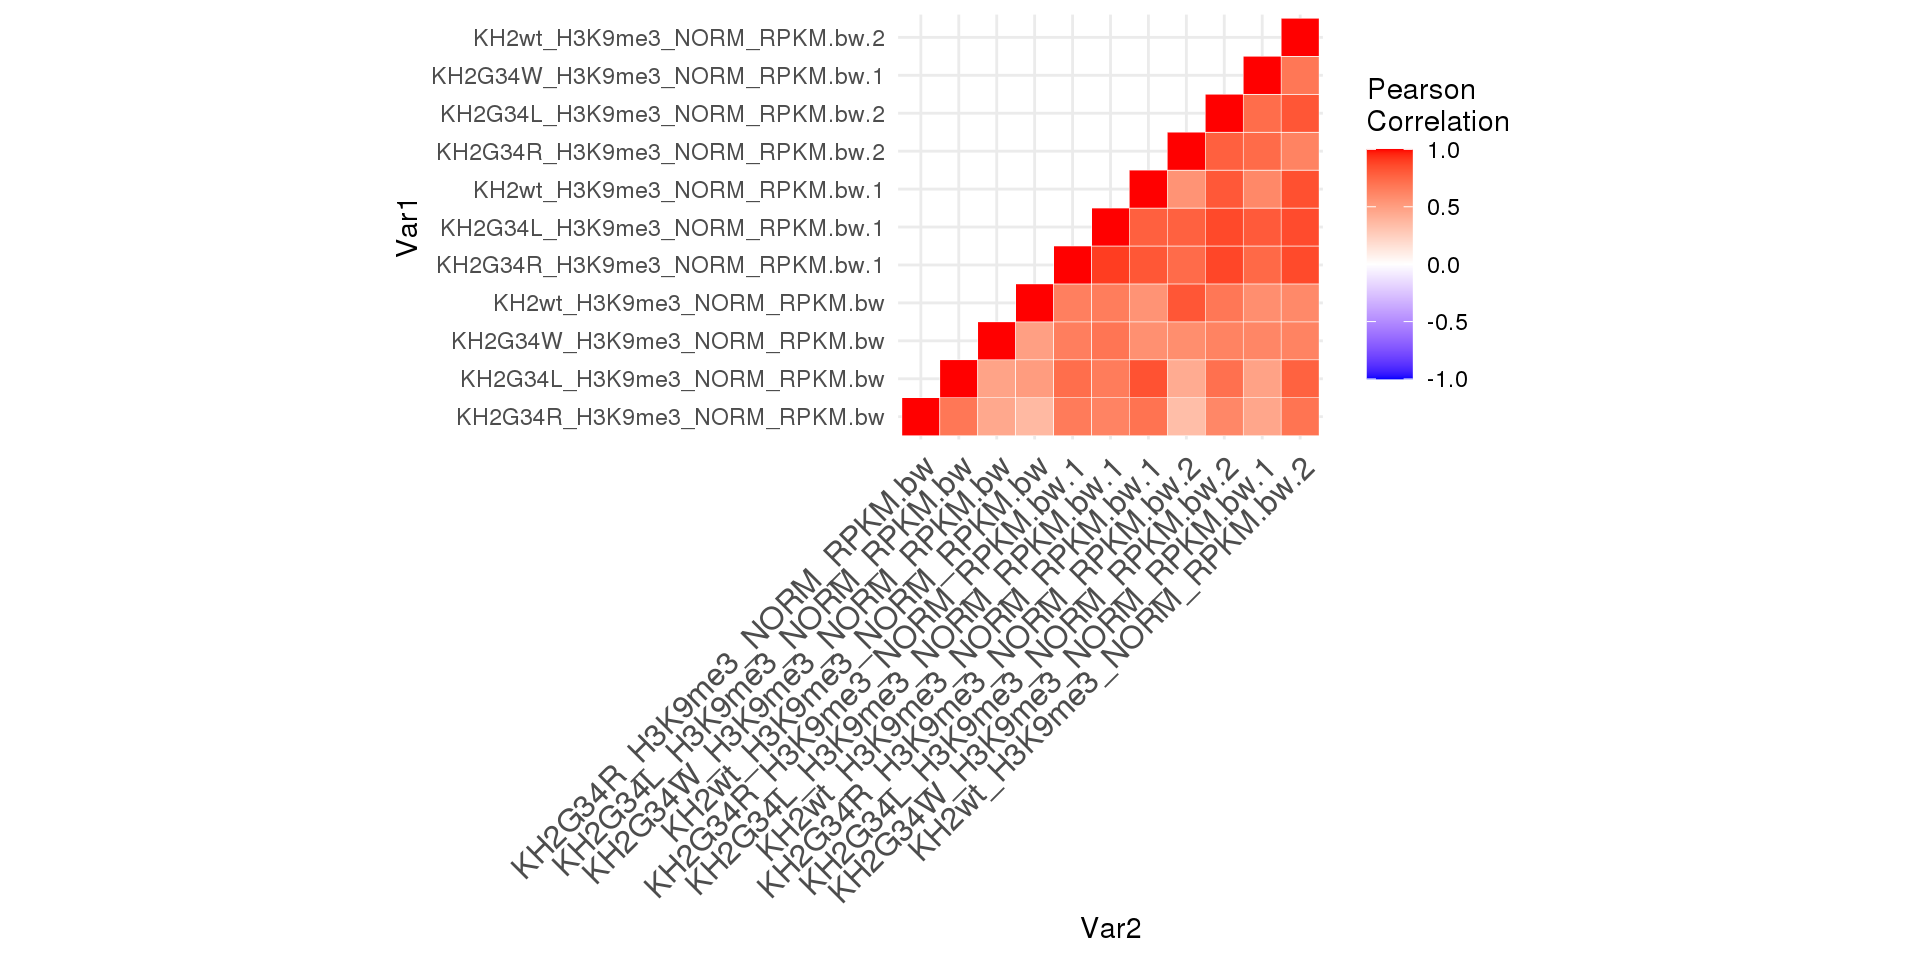 KH2wt_H3K9me3_NORM_RPKM.bw.2
KH2G34W_H3K9me3_NORM_RPKM.bw.1
KH2G34L_H3K9me3_NORM_RPKM.bw.2
KH2G34R_H3K9me3_NORM_RPKM.bw.2
KH2wt_H3K9me3_NORM_RPKM.bw.1
KH2G34L_H3K9me3_NORM_RPKM.bw.1
KH2G34R_H3K9me3_NORM_RPKM.bw.1
KH2wt_H3K9me3_NORM_RPKM.bw
KH2G34W_H3K9me3_NORM_RPKM.bw
KH2G34L_H3K9me3_NORM_RPKM.bw
KH2G34R_H3K9me3_NORM_RPKM.bw
Var1
Pearson
Correlation
1.0
0.5
0.0
-0.5
-1.0
KH2G34R_H3K9me3_NORM_RPKM.bw
KH2G34L_H3K9me3_NORM_RPKM.bw
KH2G34W_H3K9me3_NORM_RPKM.bw
KH2wt_H3K9me3_NORM_RPKM.bw
KH2G34R_H3K9me3_NORM_RPKM.bw.1
KH2G34L_H3K9me3_NORM_RPKM.bw.1
KH2wt_H3K9me3_NORM_RPKM.bw.1
KH2G34R_H3K9me3_NORM_RPKM.bw.2
KH2G34L_H3K9me3_NORM_RPKM.bw.2
KH2G34W_H3K9me3_NORM_RPKM.bw.1
KH2wt_H3K9me3_NORM_RPKM.bw.2
Var2